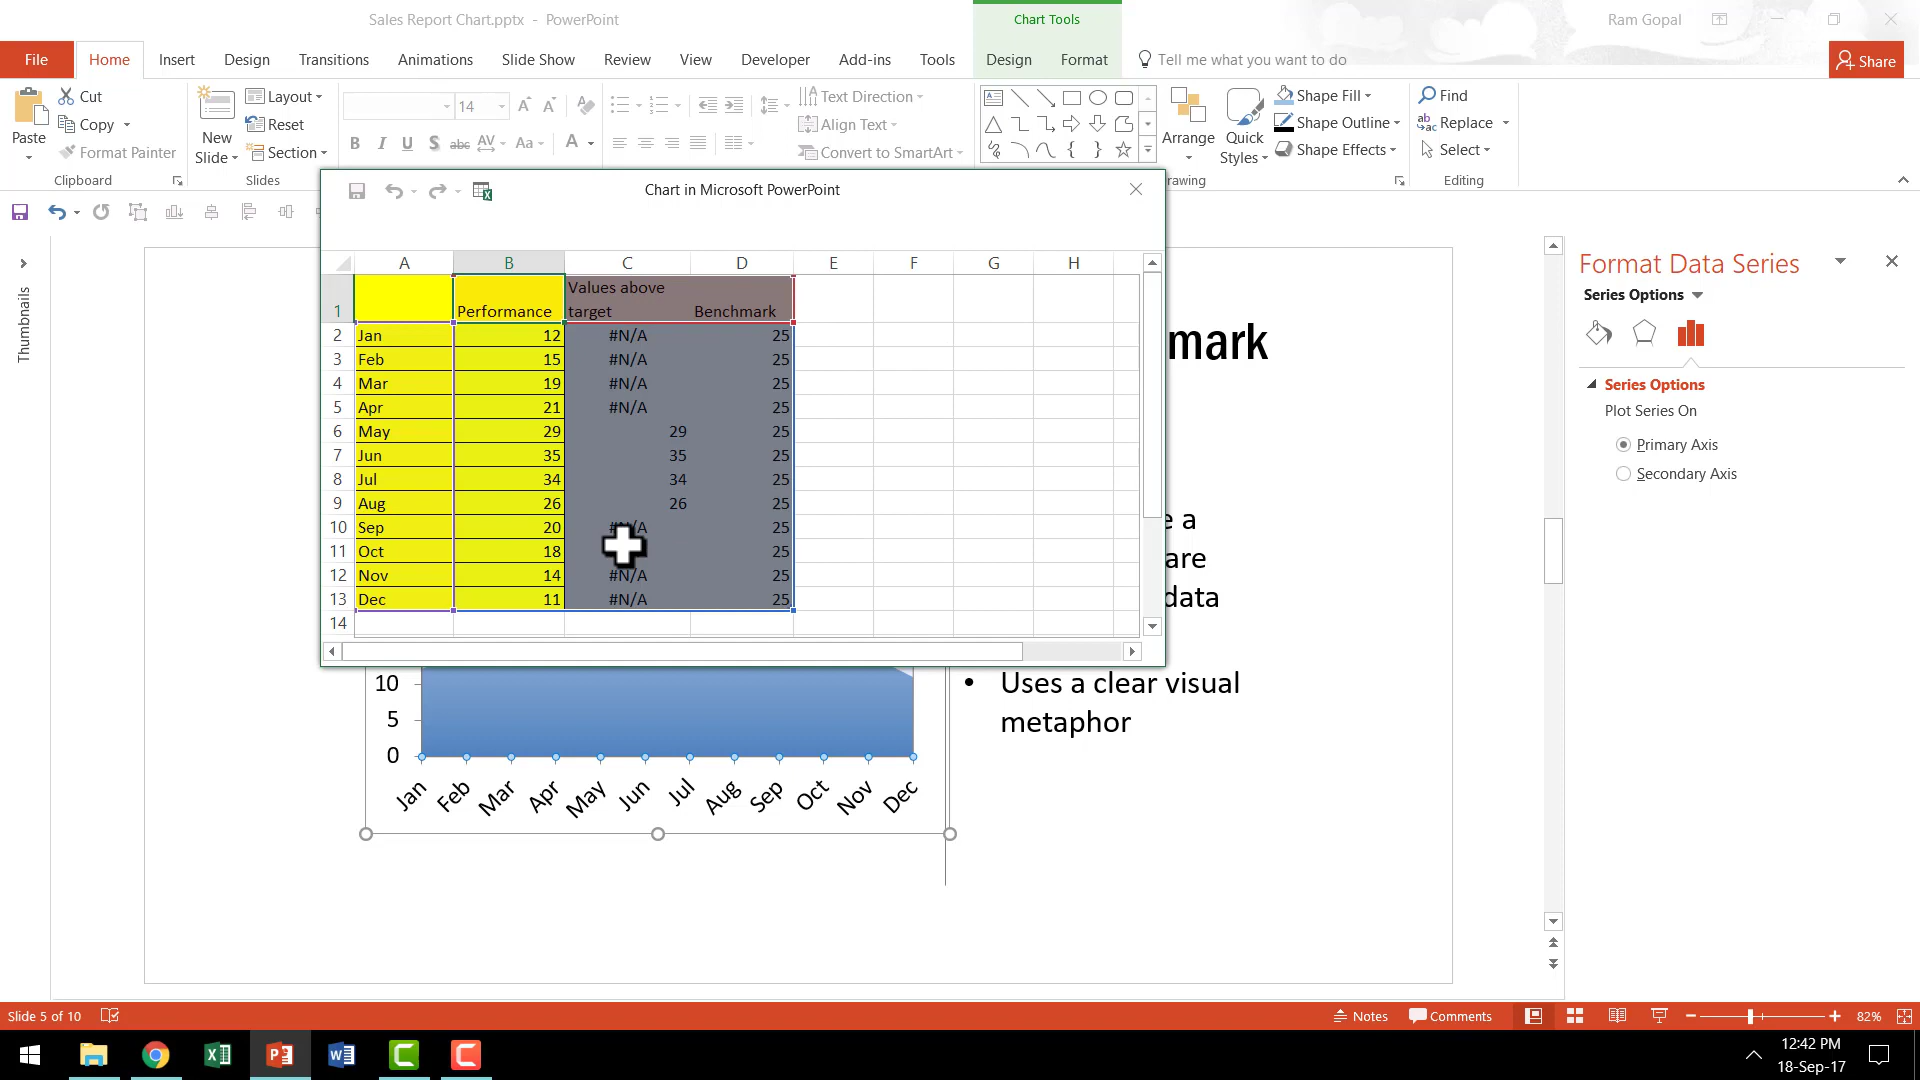 Sales Report Chart.pptx - PowerPoint
Chart Tools
Ram Gopal
File Home Insert Design Transitions Animations Slide Show Review View Developer Add-ins Tools Design Format Tell me what you want to do Share
Paste
Cut
Copy
Format Painter
Clipboard
New Slide
Layout
Reset
Section
Slides
14
B I U S abc AV Aa A
Text Direction
Align Text
Convert to SmartArt
Arrange
Quick Styles
Shape Fill
Shape Outline
Shape Effects
rawing
Find
Replace
Select
Editing
Chart in Microsoft PowerPoint
A B C D E F G H
1 Performance Values above target Benchmark
2 Jan 12 #N/A 25
3 Feb 15 #N/A 25
4 Mar 19 #N/A 25
5 Apr 21 #N/A 25
6 May 29 29 25
7 Jun 35 35 25
8 Jul 34 34 25
9 Aug 26 26 25
10 Sep 20 25
11 Oct 18 25
12 Nov 14 #N/A 25
13 Dec 11 #N/A 25
14
Thumbnails
mark
e a
are
data
• Uses a clear visual
metaphor
10
5
0
Jan Feb Mar Apr May Jun Jul Aug Sep Oct Nov Dec
Format Data Series
Series Options
Series Options
Plot Series On
Primary Axis
Secondary Axis
Slide 5 of 10
Notes Comments 82%
12:42 PM
18-Sep-17